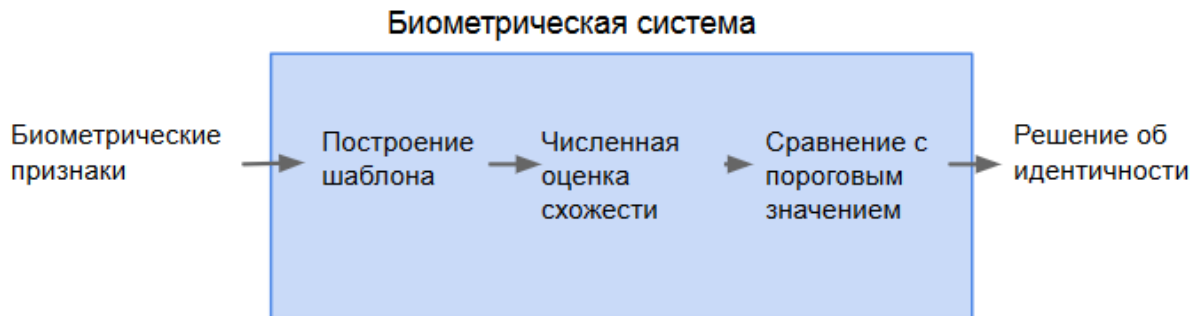 Биометрическая система
Биометрические
признаки
Построение
шаблона
Численная
оценка
схожести
Сравнение с
пороговым
значением
Решение об
идентичности